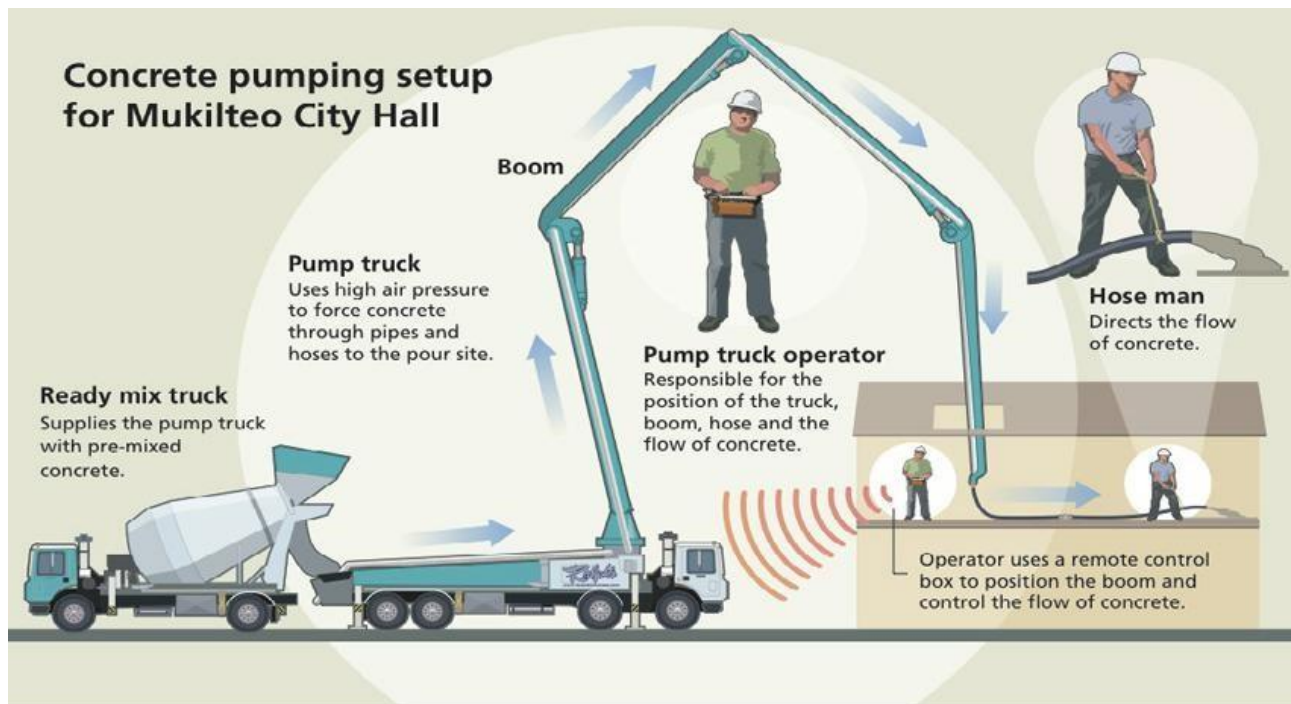 Concrete pumping setup
for Mukilteo City Hall
Boom
Pump truck
Uses high air pressure
to force concrete
through pipes and
hoses to the pour site.
Ready mix truck
Supplies the pump truck
with pre-mixed
concrete.
Pump truck operator
Responsible for the
position of the truck,
boom, hose and the
flow of concrete.
Hose man
Directs the flow
of concrete.
Operator uses a remote control
box to position the boom and
control the flow of concrete.